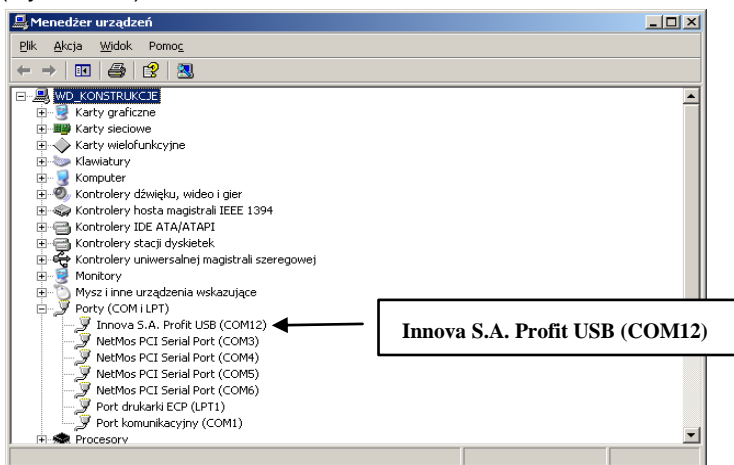 Menedżer urządzeń
Plik Akcja Widok Pomoc
WD_KONSTRUKCJE
Karty graficzne
Karty sieciowe
Karty wielofunkcyjne
Klawiatury
Komputer
Kontrolery dźwięku, wideo i gier
Kontrolery hosta magistrali IEEE 1394
Kontrolery IDE ATA/ATAPI
Kontrolery stacji dyskietek
Kontrolery uniwersalnej magistrali szeregowej
Monitory
Mysz i inne urządzenia wskazujące
Porty (COM i LPT)
Innova S.A. Profit USB (COM12)
Innova S.A. Profit USB (COM12)
NetMos PCI Serial Port (COM3)
NetMos PCI Serial Port (COM4)
NetMos PCI Serial Port (COM5)
NetMos PCI Serial Port (COM6)
Port drukarki ECP (LPT1)
Port komunikacyjny (COM1)
Procesory